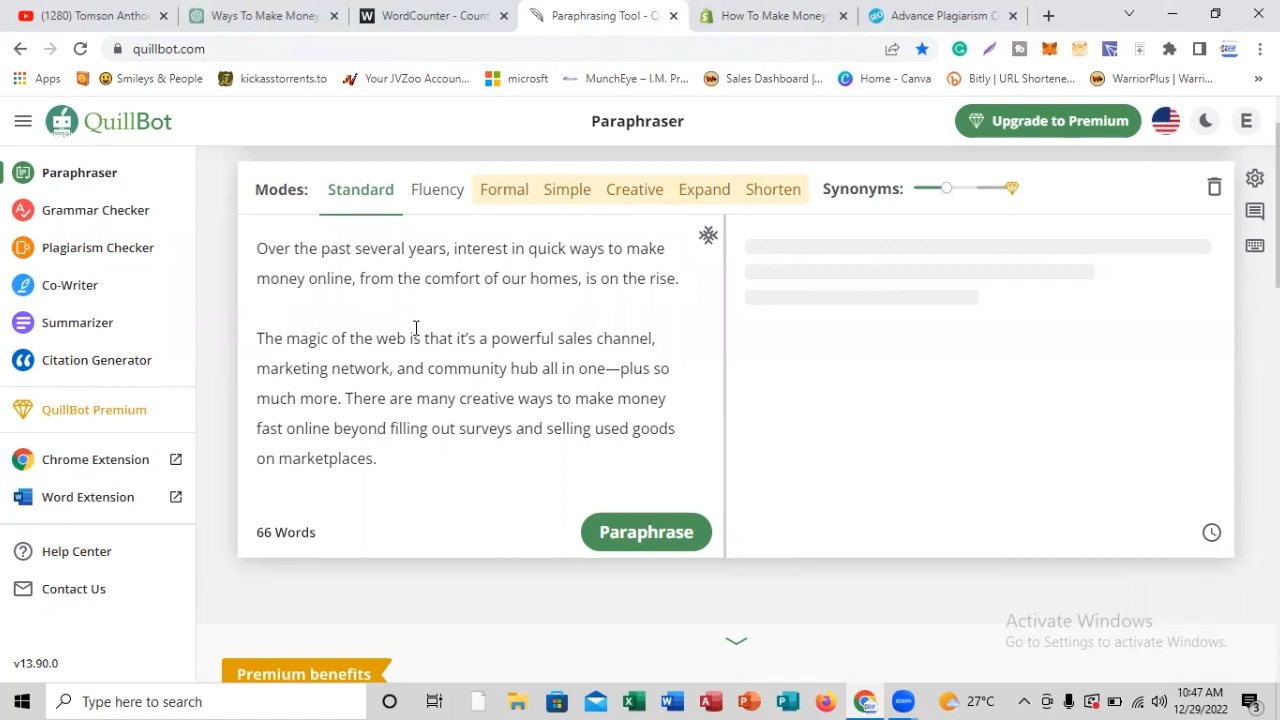 (1280) Tomson Anthor
Ways To Make Money
WordCounter - Count
Paraphrasing Tool - Q
How To Make Money
Advance Plagiarism C
quillbot.com
Apps
Smileys & People
kickasstorrents.to
Your JVZoo Accoun...
microsft
MunchEye – I.M. Pr...
Sales Dashboard |...
Home - Canva
Bitly | URL Shortene...
WarriorPlus | Warri...
QuillBot
Paraphraser
Upgrade to Premium
E
Paraphraser
Grammar Checker
Plagiarism Checker
Co-Writer
Summarizer
Citation Generator
QuillBot Premium
Chrome Extension
Word Extension
Help Center
Contact Us
v13.90.0
Modes: Standard Fluency Formal Simple Creative Expand Shorten Synonyms:
Over the past several years, interest in quick ways to make
money online, from the comfort of our homes, is on the rise.
The magic of the web is that it’s a powerful sales channel,
marketing network, and community hub all in one—plus so
much more. There are many creative ways to make money
fast online beyond filling out surveys and selling used goods
on marketplaces.
66 Words
Paraphrase
Activate Windows
Go to Settings to activate Windows.
Premium benefits
Type here to search
zoom
27°C
10:47 AM
12/29/2022
3